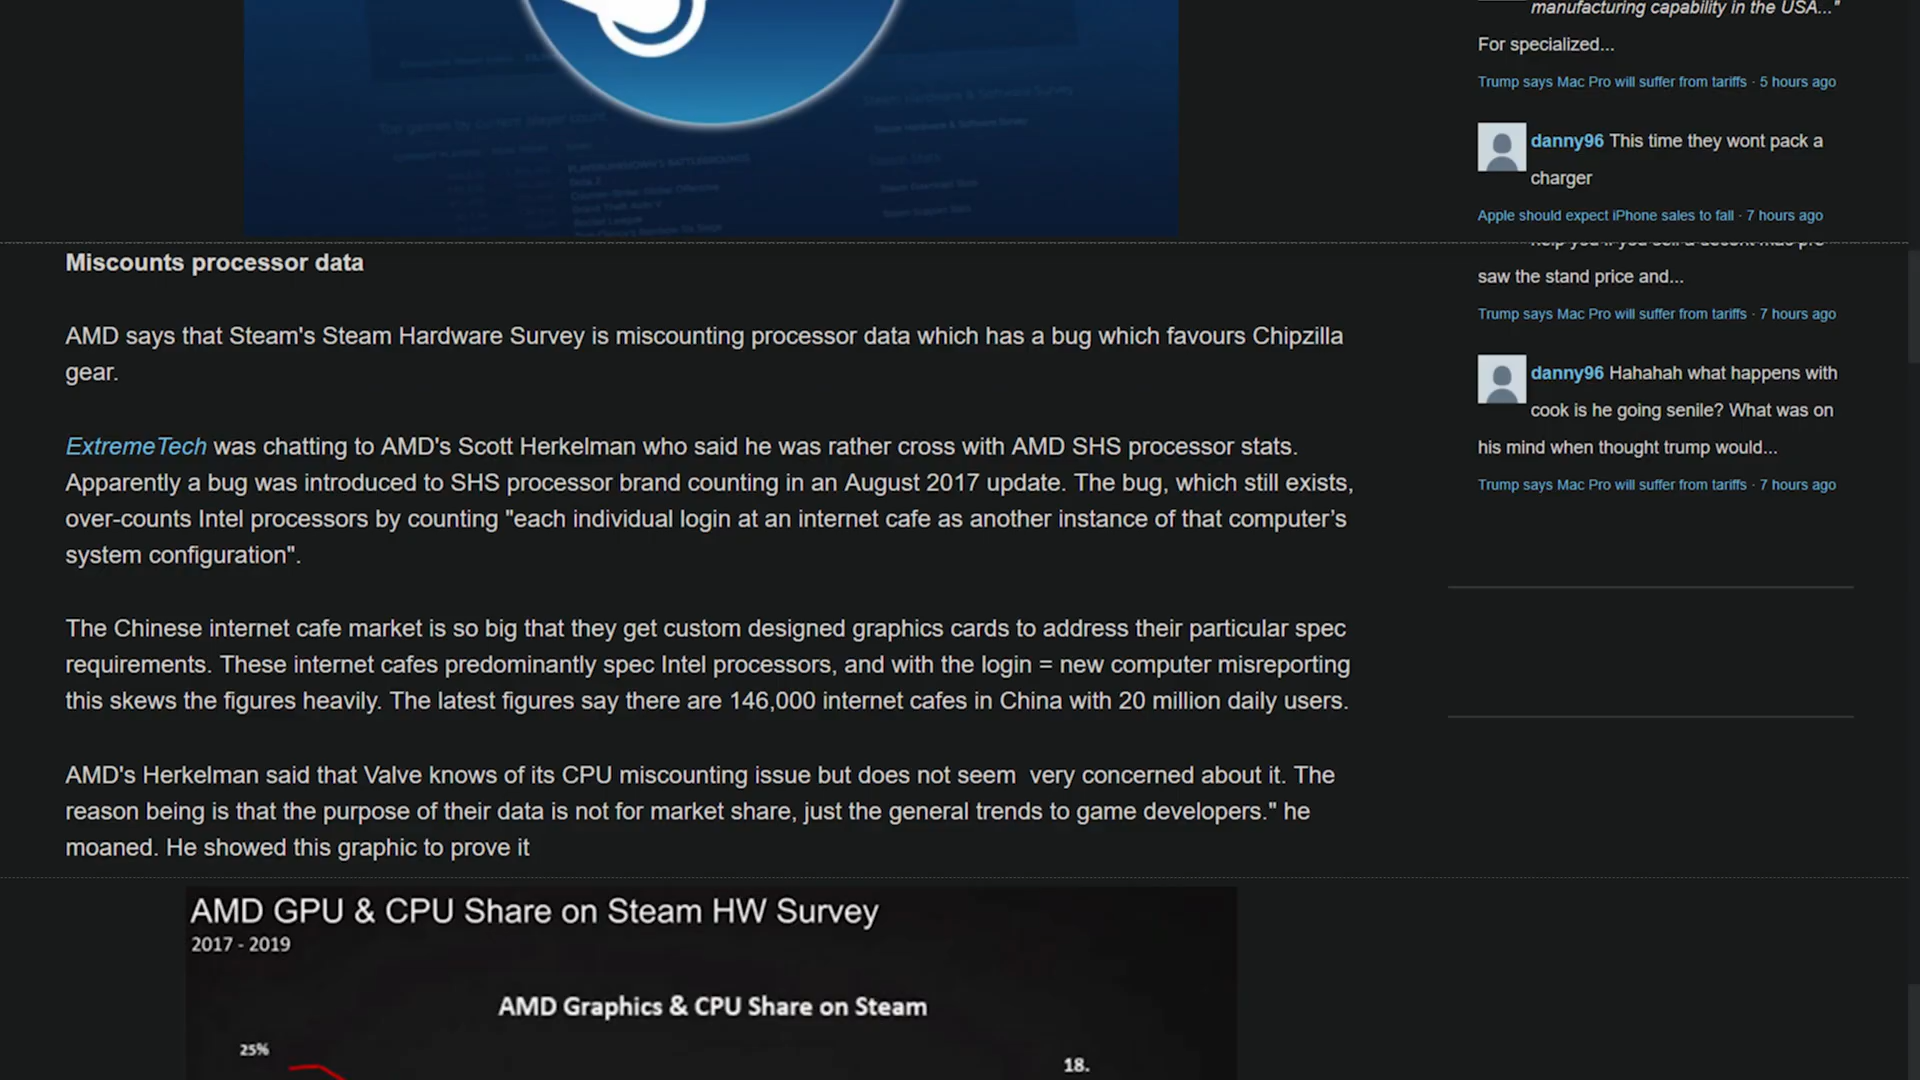 Miscounts processor data
AMD says that Steam's Steam Hardware Survey is miscounting processor data which has a bug which favours Chipzilla
gear.
ExtremeTech was chatting to AMD's Scott Herkelman who said he was rather cross with AMD SHS processor stats.
Apparently a bug was introduced to SHS processor brand counting in an August 2017 update. The bug, which still exists,
over-counts Intel processors by counting "each individual login at an internet cafe as another instance of that computer’s
system configuration".
The Chinese internet cafe market is so big that they get custom designed graphics cards to address their particular spec
requirements. These internet cafes predominantly spec Intel processors, and with the login = new computer misreporting
this skews the figures heavily. The latest figures say there are 146,000 internet cafes in China with 20 million daily users.
AMD's Herkelman said that Valve knows of its CPU miscounting issue but does not seem  very concerned about it. The
reason being is that the purpose of their data is not for market share, just the general trends to game developers." he
moaned. He showed this graphic to prove it
AMD GPU & CPU Share on Steam HW Survey
2017 - 2019
AMD Graphics & CPU Share on Steam
25%
18.
manufacturing capability in the USA..."
For specialized...
Trump says Mac Pro will suffer from tariffs · 5 hours ago
danny96 This time they wont pack a
charger
Apple should expect iPhone sales to fall · 7 hours ago
saw the stand price and...
Trump says Mac Pro will suffer from tariffs · 7 hours ago
danny96 Hahahah what happens with
cook is he going senile? What was on
his mind when thought trump would...
Trump says Mac Pro will suffer from tariffs · 7 hours ago